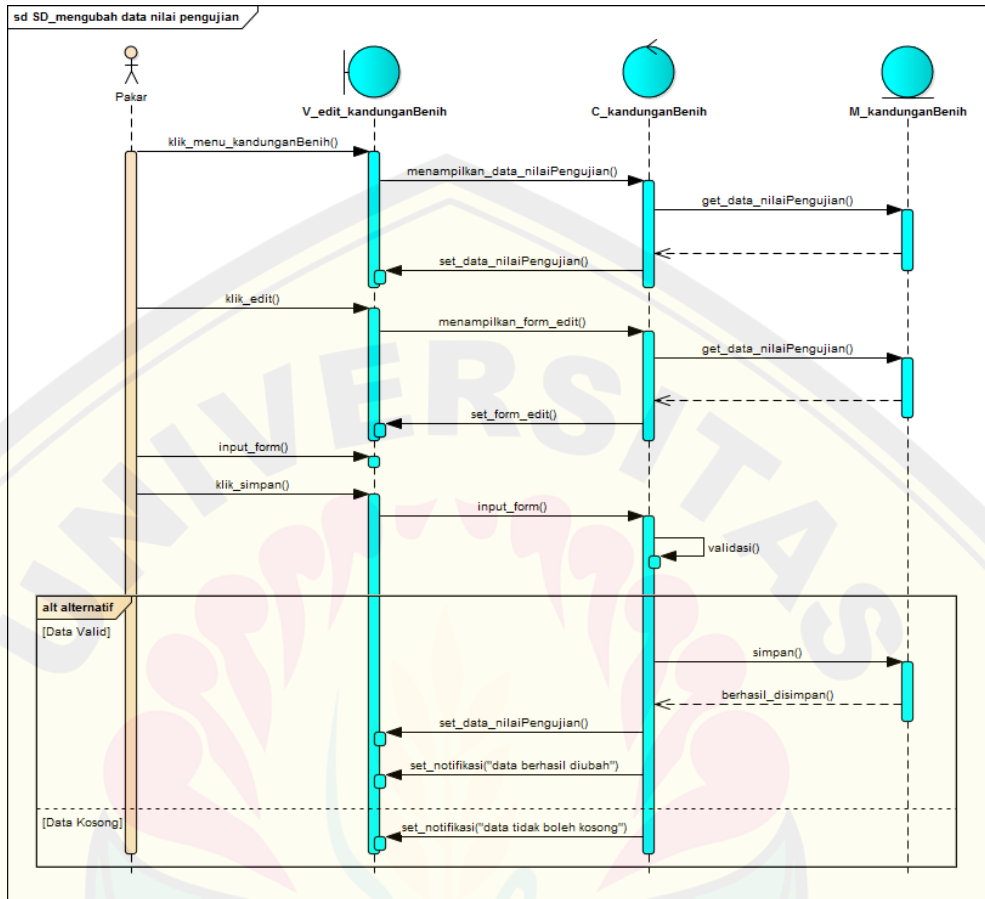 sd SD_mengubah data nilai pengujian
Pakar
V_edit_kandunganBenih
C_kandunganBenih
M_kandunganBenih
klik_menu_kandunganBenih()
menampilkan_data_nilaiPengujian()
get_data_nilaiPengujian()
set_data_nilaiPengujian()
klik_edit()
menampilkan_form_edit()
get_data_nilaiPengujian()
set_form_edit()
input_form()
klik_simpan()
input_form()
validasi()
alt alternatif
[Data Valid]
simpan()
berhasil_disimpan()
set_data_nilaiPengujian()
set_notifikasi("data berhasil diubah")
[Data Kosong]
set_notifikasi("data tidak boleh kosong")
UNIVERSITAS